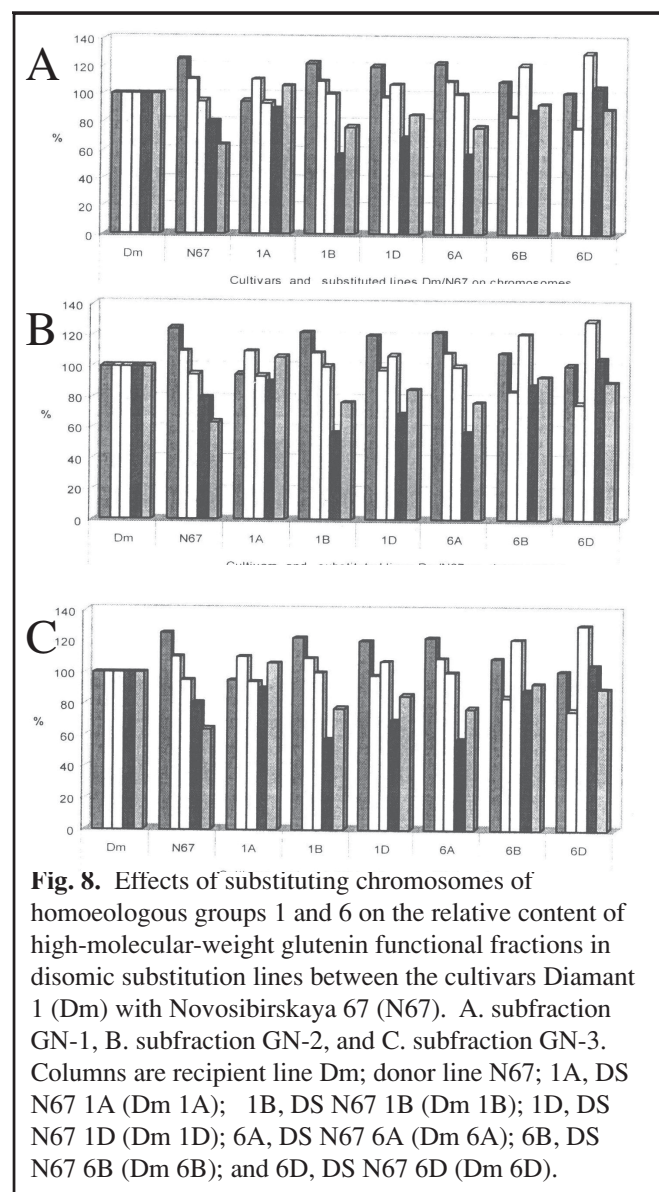 A
140
120
100
%
80
60
40
20
0
Dm N67 1A 1B 1D 6A 6B 6D
Cultivars and substituted lines Dm/N67 on chromosomes
B
140
120
100
%
80
60
40
20
0
Dm N67 1A 1B 1D 6A 6B 6D
Cultivars and
C
140
120
100
%
80
60
40
20
0
Dm N67 1A 1B 1D 6A 6B 6D
Fig. 8. Effects of substituting chromosomes of
homoeologous groups 1 and 6 on the relative content of
high-molecular-weight glutenin functional fractions in
disomic substitution lines between the cultivars Diamant
1 (Dm) with Novosibirskaya 67 (N67). A. subfraction
GN-1, B. subfraction GN-2, and C. subfraction GN-3.
Columns are recipient line Dm; donor line N67; 1A, DS
N67 1A (Dm 1A); 1B, DS N67 1B (Dm 1B); 1D, DS
N67 1D (Dm 1D); 6A, DS N67 6A (Dm 6A); 6B, DS
N67 6B (Dm 6B); and 6D, DS N67 6D (Dm 6D).